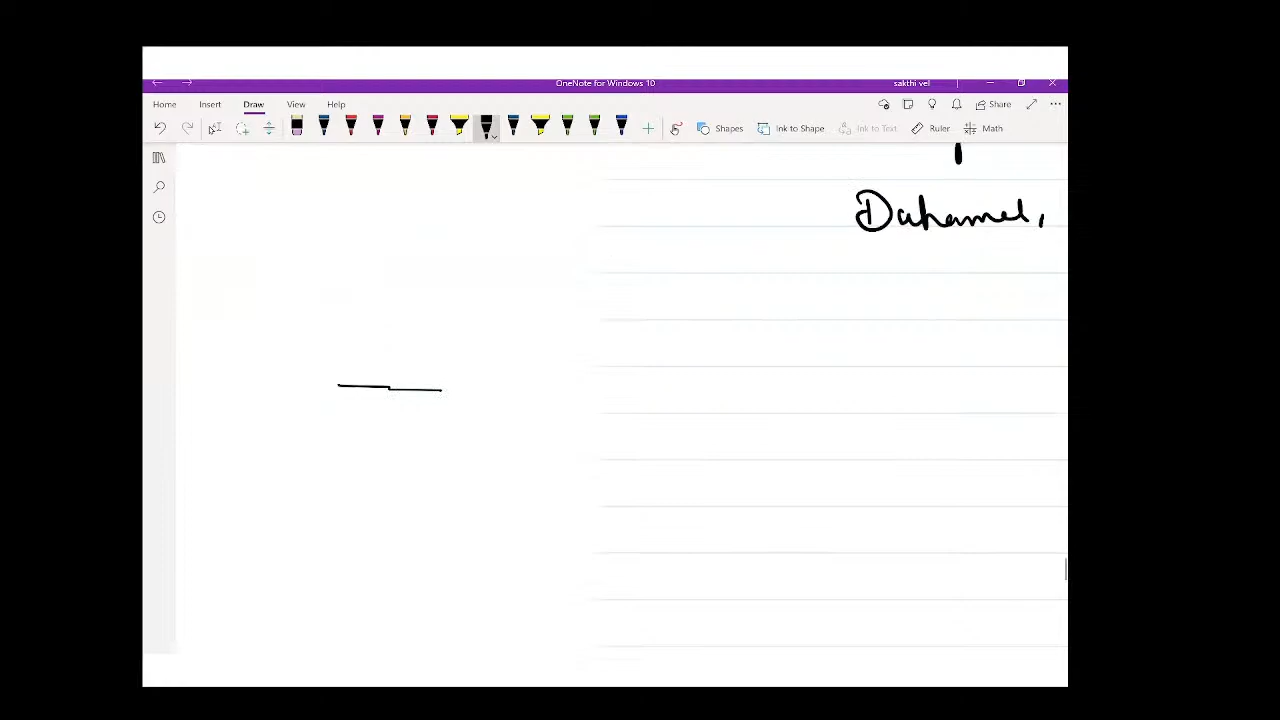 OneNote for Windows 10
sakthi vel
Home Insert Draw View Help
Share
Shapes Ink to Shape Ink to Text Ruler Math
Duhamel,